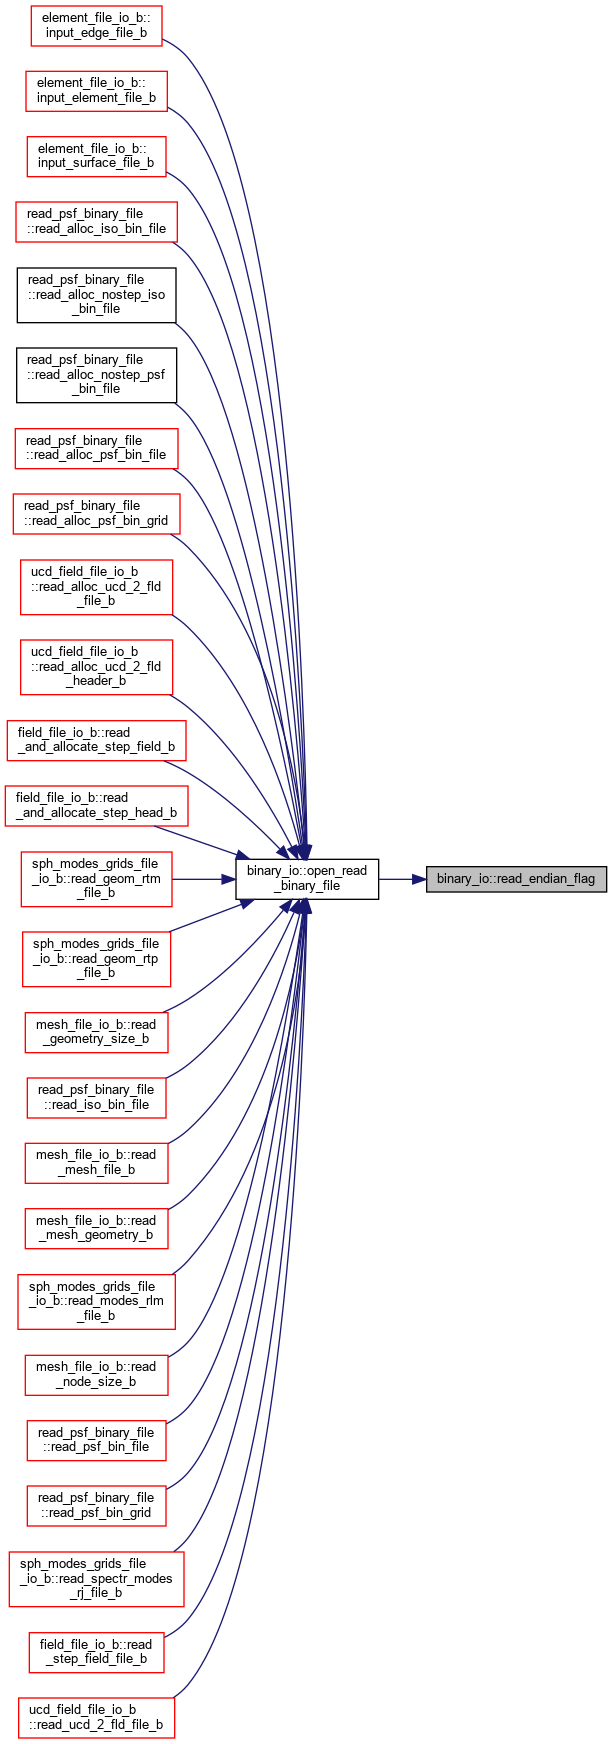 element_file_io_b::
input_edge_file_b
element_file_io_b::
input_element_file_b
element_file_io_b::
input_surface_file_b
read_psf_binary_file
::read_alloc_iso_bin_file
read_psf_binary_file
::read_alloc_nostep_iso
_bin_file
read_psf_binary_file
::read_alloc_nostep_psf
_bin_file
read_psf_binary_file
::read_alloc_psf_bin_file
read_psf_binary_file
::read_alloc_psf_bin_grid
ucd_field_file_io_b
::read_alloc_ucd_2_fld
_file_b
ucd_field_file_io_b
::read_alloc_ucd_2_fld
_header_b
field_file_io_b::read
_and_allocate_step_field_b
field_file_io_b::read
_and_allocate_step_head_b
sph_modes_grids_file
_io_b::read_geom_rtm
_file_b
binary_io::open_read
_binary_file
binary_io::read_endian_flag
sph_modes_grids_file
_io_b::read_geom_rtp
_file_b
mesh_file_io_b::read
_geometry_size_b
read_psf_binary_file
::read_iso_bin_file
mesh_file_io_b::read
_mesh_file_b
mesh_file_io_b::read
_mesh_geometry_b
sph_modes_grids_file
_io_b::read_modes_rlm
_file_b
mesh_file_io_b::read
_node_size_b
read_psf_binary_file
::read_psf_bin_file
read_psf_binary_file
::read_psf_bin_grid
sph_modes_grids_file
_io_b::read_spectr_modes
_rj_file_b
field_file_io_b::read
_step_field_file_b
ucd_field_file_io_b
::read_ucd_2_fld_file_b